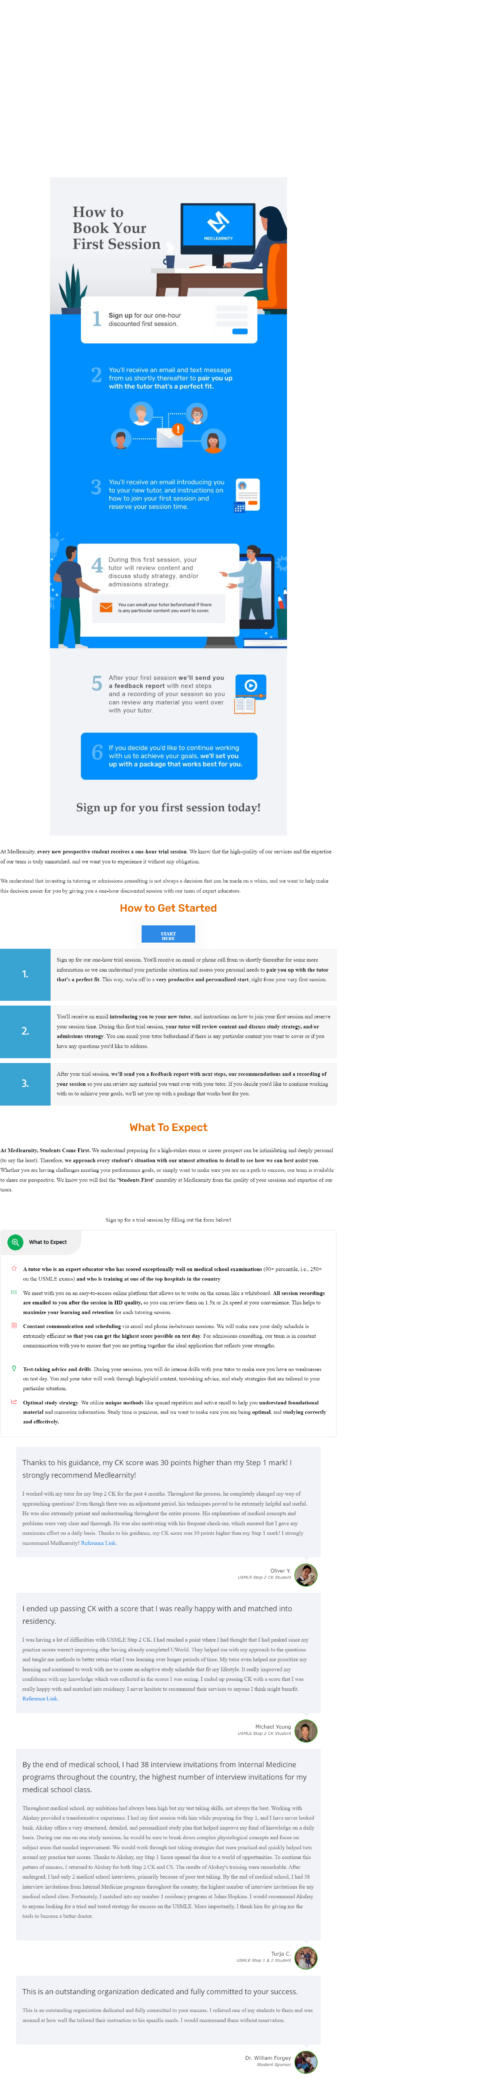 How to
Book Your
First Session
MEDLEARNITY
1
Sign up for our one-hour
discounted first session.
2
You'll receive an email and text message
from us shortly thereafter to pair you up
with the tutor that's a perfect fit.
3
You'll receive an email introducing you
to your new tutor, and instructions on
how to join your first session and
reserve your session time.
4
During this first session, your
tutor will review content and
discuss study strategy, and/or
admissions strategy.
You can email your tutor beforehand if there
is any particular content you want to cover.
5
After your first session we'll send you
a feedback report with next steps
and a recording of your session so you
can review any material you went over
with your tutor.
6
If you decide you'd like to continue working
with us to achieve your goals, we'll set you
up with a package that works best for you.
Sign up for you first session today!
At Medlearnity, every new prospective student receives a one-hour trial session. We know that the high-quality of our services and the expertise
of our team is truly unmatched, and we want you to experience it without any obligation.
We understand that investing in tutoring or admissions consulting is not always a decision that can be made on a whim, and we want to help make
this decision easier for you by giving you a one-hour discounted session with our team of expert educators.
How to Get Started
START
HERE
1.
Sign up for our one-hour trial session. You'll receive an email or phone call from us shortly thereafter for some more
information so we can understand your particular situation and assess your personal needs to pair you up with the tutor
that's a perfect fit. This way, we're off to a very productive and personalized start, right from your very first session.
2.
You'll receive an email introducing you to your new tutor, and instructions on how to join your first session and reserve
your session time. During this first trial session, your tutor will review content and discuss study strategy, and/or
admissions strategy. You can email your tutor beforehand if there is any particular content you want to cover or if you
have any questions you'd like to address.
3.
After your trial session, we'll send you a feedback report with next steps, our recommendations and a recording of
your session so you can review any material you went over with your tutor. If you decide you'd like to continue working
with us to achieve your goals, we'll set you up with a package that works best for you.
What To Expect
At Medlearnity, Students Come First. We understand preparing for a high-stakes exam or career prospect can be intimidating and deeply personal
(to say the least). Therefore, we approach every student's situation with our utmost attention to detail to see how we can best assist you.
Whether you are having challenges meeting your performance goals, or simply want to make sure you are on a path to success, our team is available
to share our perspective. We know you will feel the 'Students First' mentality at Medlearnity from the quality of your sessions and expertise of our
team.
Sign up for a trial session by filling out the form below!
What to Expect
A tutor who is an expert educator who has scored exceptionally well on medical school examinations (90+ percentile, i.e., 250+
on the USMLE exams) and who is training at one of the top hospitals in the country
We meet with you on an easy-to-access online platform that allows us to write on the screen like a whiteboard. All session recordings
are emailed to you after the session in HD quality, so you can review them on 1.5x or 2x speed at your convenience. This helps to
maximize your learning and retention for each tutoring session.
Constant communication and scheduling via email and phone in-between sessions. We will make sure your daily schedule is
extremely efficient so that you can get the highest score possible on test day. For admissions consulting, our team is in constant
communication with you to ensure that you are putting together the ideal application that reflects your strengths.
Test-taking advice and drills. During your sessions, you will do intense drills with your tutor to make sure you have no weaknesses
on test day. You and your tutor will work through high-yield content, test-taking advice, and study strategies that are tailored to your
particular situation.
Optimal study strategy. We utilize unique methods like spaced repetition and active recall to help you understand foundational
material and memorize information. Study time is precious, and we want to make sure you are being optimal, and studying correctly
and effectively.
Thanks to his guidance, my CK score was 30 points higher than my Step 1 mark! I
strongly recommend Medlearnity!
I worked with my tutor for my Step 2 CK for the past 4 months. Throughout the process, he completely changed my way of
approaching questions! Even though there was an adjustment period, his techniques proved to be extremely helpful and useful.
He was also extremely patient and understanding throughout the entire process. His explanations of medical concepts and
problems were very clear and thorough. He was also motivating with his frequent check-ins, which ensured that I gave my
maximum effort on a daily basis. Thanks to his guidance, my CK score was 30 points higher than my Step 1 mark! I strongly
recommend Medlearnity! Reference Link.
Oliver Y.
USMLE Step 2 CK Student
I ended up passing CK with a score that I was really happy with and matched into
residency.
I was having a lot of difficulties with USMLE Step 2 CK. I had reached a point where I had thought that I had peaked since my
practice scores weren't improving after having already completed UWorld. They helped me with my approach to the questions
and taught me methods to better retain what I was learning over longer periods of time. My tutor even helped me prioritize my
learning and continued to work with me to create an adaptive study schedule that fit my lifestyle. It really improved my
confidence with my knowledge which was reflected in the scores I was seeing. I ended up passing CK with a score that I was
really happy with and matched into residency. I never hesitate to recommend their services to anyone I think might benefit.
Reference Link.
Michael Young
USMLE Step 2 CK Student
By the end of medical school, I had 38 interview invitations from Internal Medicine
programs throughout the country, the highest number of interview invitations for my
medical school class.
Throughout medical school, my ambitions had always been high but my test taking skills, not always the best. Working with
Akshay provided a transformative experience. I had my first session with him while preparing for Step 1, and I have never looked
back. Akshay offers a very structured, detailed, and personalized study plan that helped improve my fund of knowledge on a daily
basis. During our one on one study sessions, he would be sure to break down complex physiological concepts and focus on
subject areas that needed improvement. We would work through test taking strategies that were practical and quickly helped turn
around my practice test scores. Thanks to Akshay, my Step 1 Score opened the door to a world of opportunities. To continue this
pattern of success, I returned to Akshay for both Step 2 CK and CS. The results of Akshay's training were remarkable. After
undergrad, I had only 2 medical school interviews, primarily because of poor test taking. By the end of medical school, I had 38
interview invitations from Internal Medicine programs throughout the country, the highest number of interview invitations for my
medical school class. Fortunately, I matched into my number 1 residency program at Johns Hopkins. I would recommend Akshay
to anyone looking for a tried and tested strategy for success on the USMLE. More importantly, I thank him for giving me the
tools to become a better doctor.
Turja C.
USMLE Step 1 & 2 Student
This is an outstanding organization dedicated and fully committed to your success.
This is an outstanding organization dedicated and fully committed to your success. I referred one of my students to them and was
amazed at how well the tailored their instruction to his specific needs. I would recommend them without reservation.
Dr. William Forgey
Student Sponsor